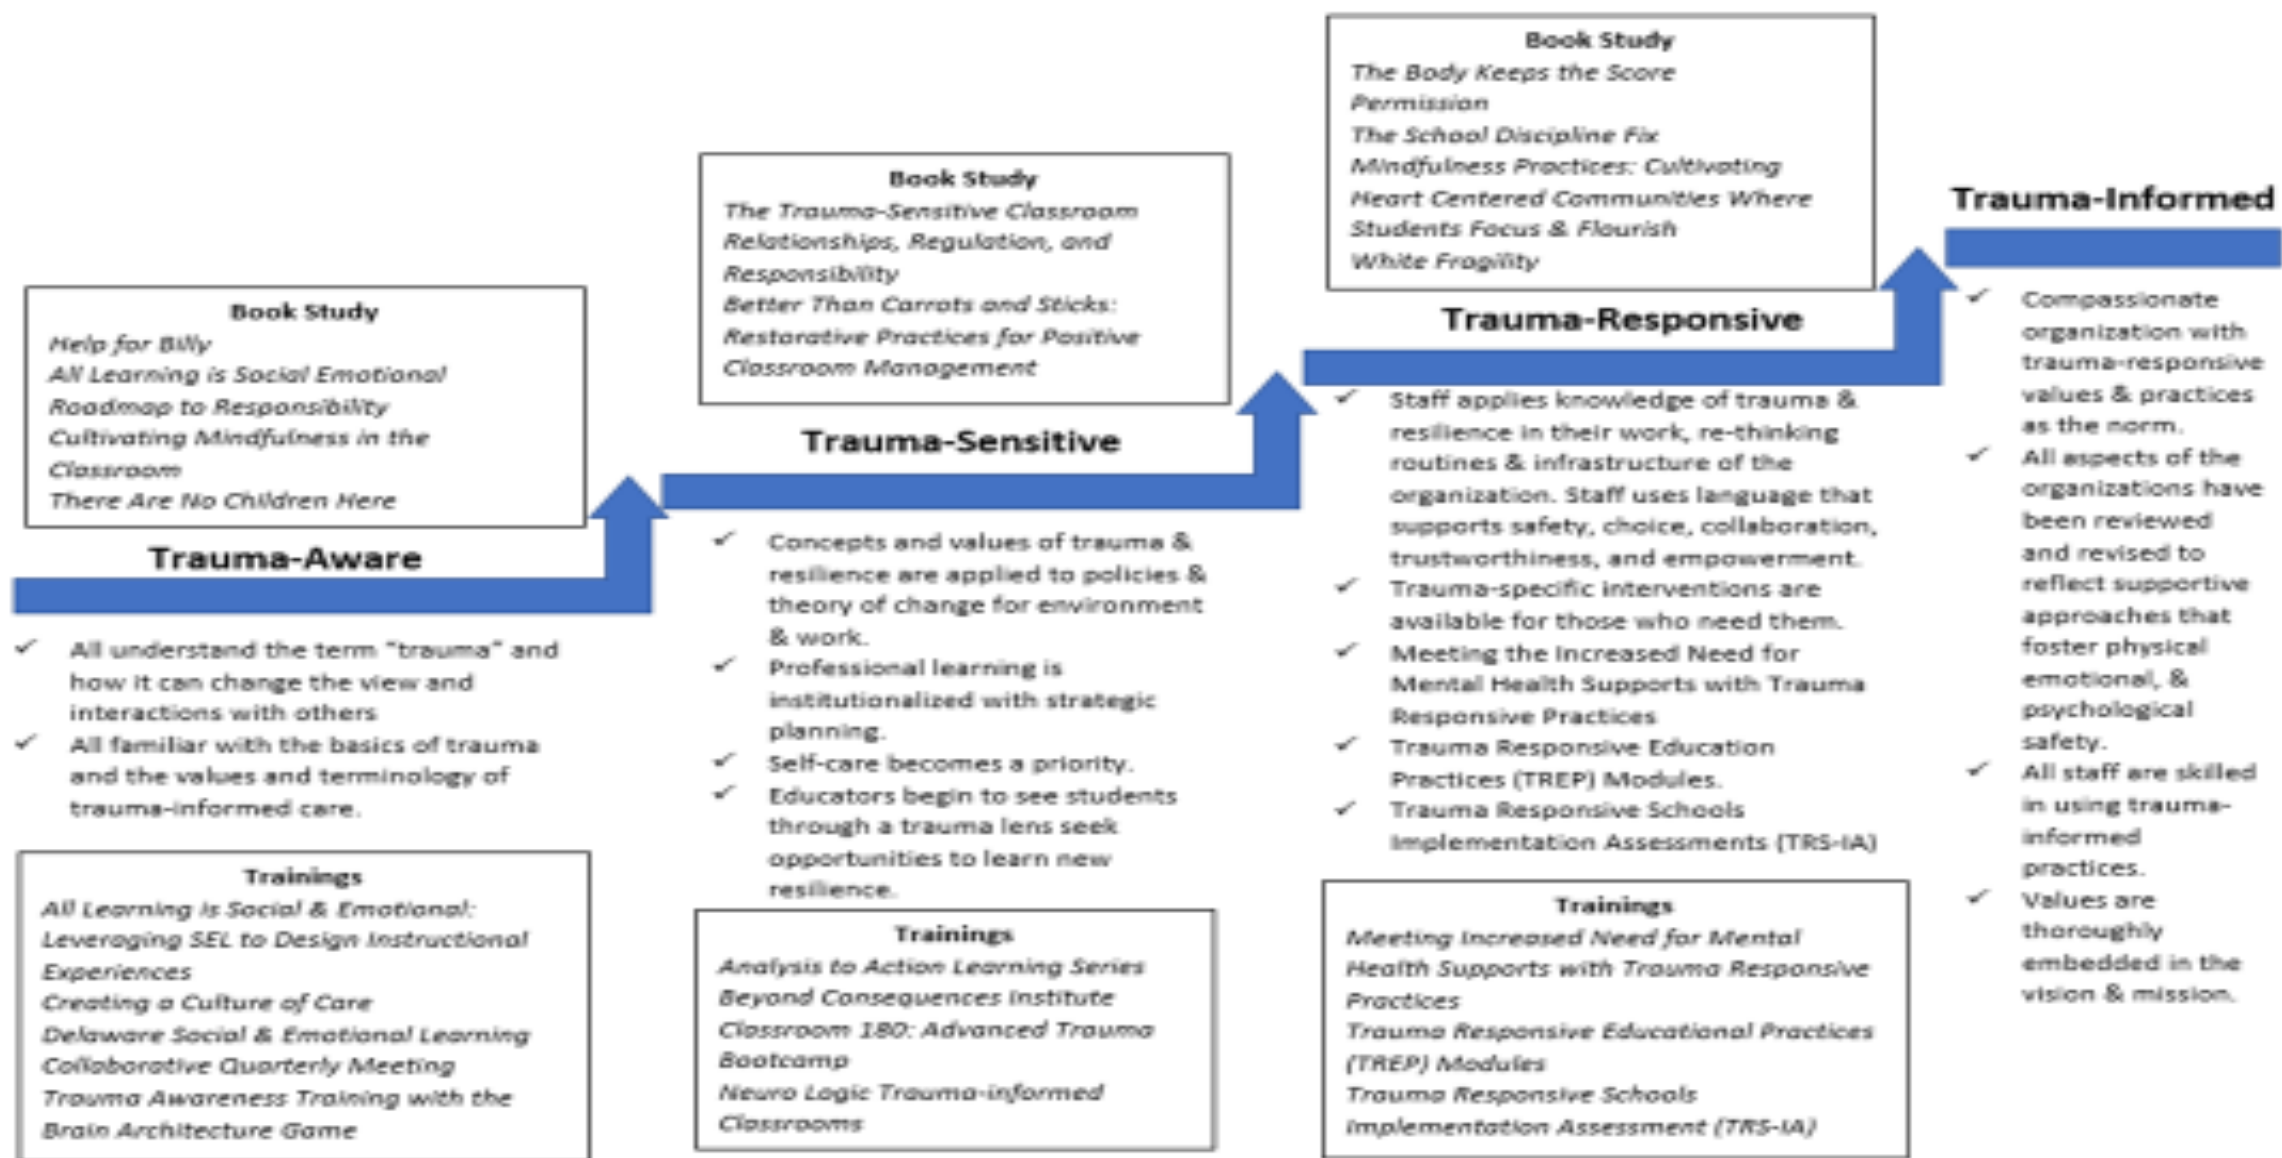 Book Study
Help for Billy
All Learning is Social Emotional
Roadmap to Responsibility
Cultivating Mindfulness in the
Classroom
There Are No Children Here
Trauma-Aware
✓ All understand the term "trauma" and
how it can change the view and
interactions with others
✓ All familiar with the basics of trauma
and the values and terminology of
trauma-informed care.
Trainings
All Learning is Social & Emotional:
Leveraging SEL to Design Instructional
Experiences
Creating a Culture of Care
Delaware Social & Emotional Learning
Collaborative Quarterly Meeting
Trauma Awareness Training with the
Brain Architecture Game
Book Study
The Trauma-Sensitive Classroom
Relationships, Regulation, and
Responsibility
Better Than Carrots and Sticks:
Restorative Practices for Positive
Classroom Management
Trauma-Sensitive
✓ Concepts and values of trauma &
resilience are applied to policies &
theory of change for environment
& work.
✓ Professional learning is
institutionalized with strategic
planning.
✓ Self-care becomes a priority.
✓ Educators begin to see students
through a trauma lens seek
opportunities to learn new
resilience.
Trainings
Analysis to Action Learning Series
Beyond Consequences Institute
Classroom 180: Advanced Trauma
Bootcamp
Neuro Logic Trauma-informed
Classrooms
Book Study
The Body Keeps the Score
Permission
The School Discipline Fix
Mindfulness Practices: Cultivating
Heart Centered Communities Where
Students Focus & Flourish
White Fragility
Trauma-Responsive
✓ Staff applies knowledge of trauma &
resilience in their work, re-thinking
routines & infrastructure of the
organization. Staff uses language that
supports safety, choice, collaboration,
trustworthiness, and empowerment.
✓ Trauma-specific interventions are
available for those who need them.
✓ Meeting the Increased Need for
Mental Health Supports with Trauma
Responsive Practices
✓ Trauma Responsive Education
Practices (TREP) Modules.
✓ Trauma Responsive Schools
Implementation Assessments (TRS-IA)
Trainings
Meeting Increased Need for Mental
Health Supports with Trauma Responsive
Practices
Trauma Responsive Educational Practices
(TREP) Modules
Trauma Responsive Schools
Implementation Assessment (TRS-IA)
Trauma-Informed
✓ Compassionate
organization with
trauma-responsive
values & practices
as the norm.
✓ All aspects of the
organizations have
been reviewed
and revised to
reflect supportive
approaches that
foster physical
emotional, &
psychological
safety.
✓ All staff are skilled
in using trauma-
informed
practices.
✓ Values are
thoroughly
embedded in the
vision & mission.